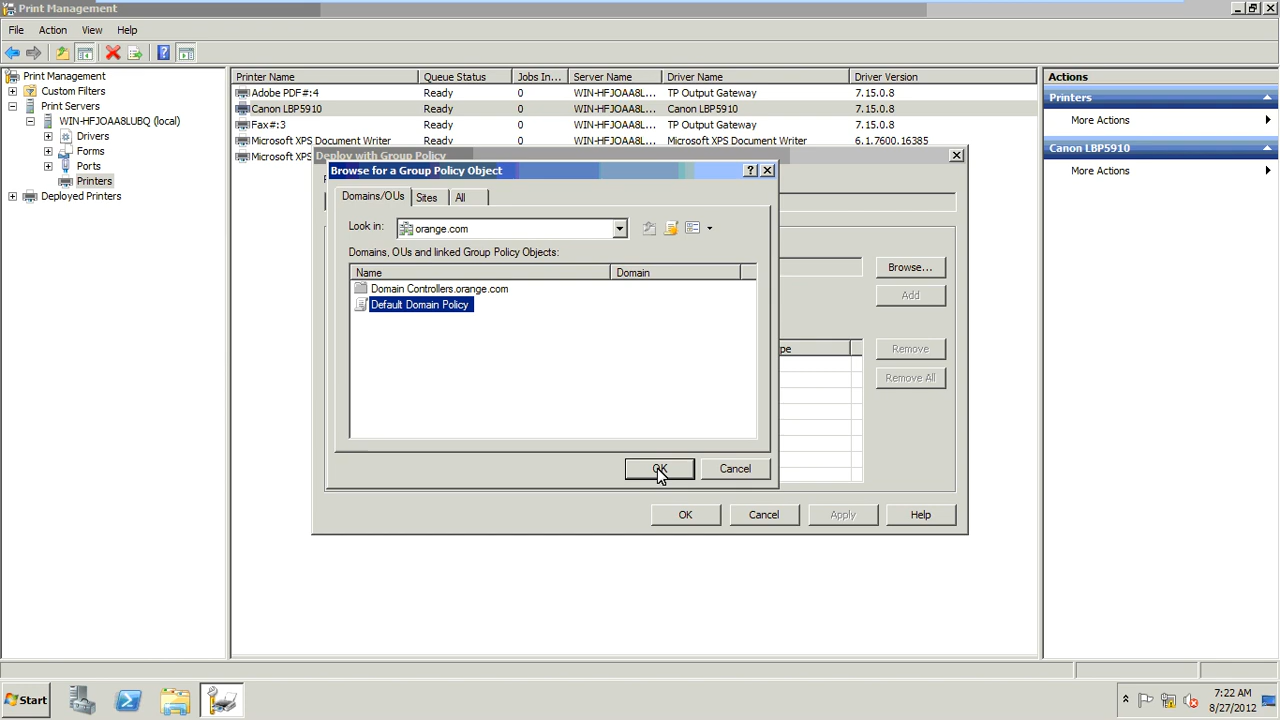 Print Management
File Action View Help
Print Management
Custom Filters
Print Servers
WIN-HFJOAA8LUBQ (local)
Drivers
Forms
Ports
Printers
Deployed Printers
Printer Name Queue Status Jobs In... Server Name Driver Name Driver Version
Adobe PDF#:4 Ready 0 WIN-HFJOAA8L... TP Output Gateway 7.15.0.8
Canon LBP5910 Ready 0 WIN-HFJOAA8L... Canon LBP5910 7.15.0.8
Fax#:3 Ready 0 WIN-HFJOAA8L... TP Output Gateway 7.15.0.8
Microsoft XPS Document Writer Ready 0 WIN-HFJOAA8L... Microsoft XPS Document Writer 6.1.7600.16385
Microsoft XPS
Deploy with Group Policy
Browse for a Group Policy Object
Domains/OUs Sites All
Look in: orange.com
Domains, OUs and linked Group Policy Objects:
Name Domain
Domain Controllers.orange.com
Default Domain Policy
OK Cancel
Browse...
Add
pe
Remove
Remove All
OK Cancel Apply Help
Actions
Printers
More Actions
Canon LBP5910
More Actions
Start
7:22 AM
8/27/2012